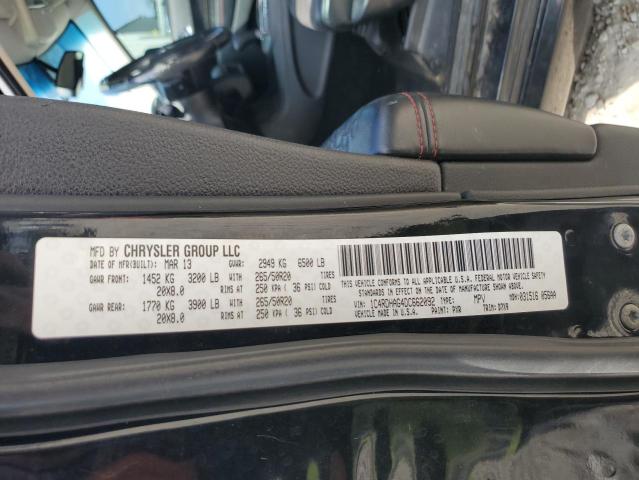 MFD BY CHRYSLER GROUP LLC
DATE OF MFR(BUILT): MAR 13 GVWR: 2949 KG 6500 LB
GAWR FRONT: 1452 KG 3200 LB WITH 265/50R20 TIRES
20X8.0 RIMS AT 250 KPA ( 36 PSI) COLD
GAWR REAR: 1770 KG 3900 LB WITH 265/50R20 TIRES
20X8.0 RIMS AT 250 KPA ( 36 PSI) COLD
THIS VEHICLE CONFORMS TO ALL APPLICABLE U.S.A. FEDERAL MOTOR VEHICLE SAFETY
STANDARDS IN EFFECT ON THE DATE OF MANUFACTURE SHOWN ABOVE.
VIN: 1C4RDHAG4DC662092 TYPE: MPV MDH:031516 056AA
VEHICLE MADE IN U.S.A. PAINT: PXR TRIM: